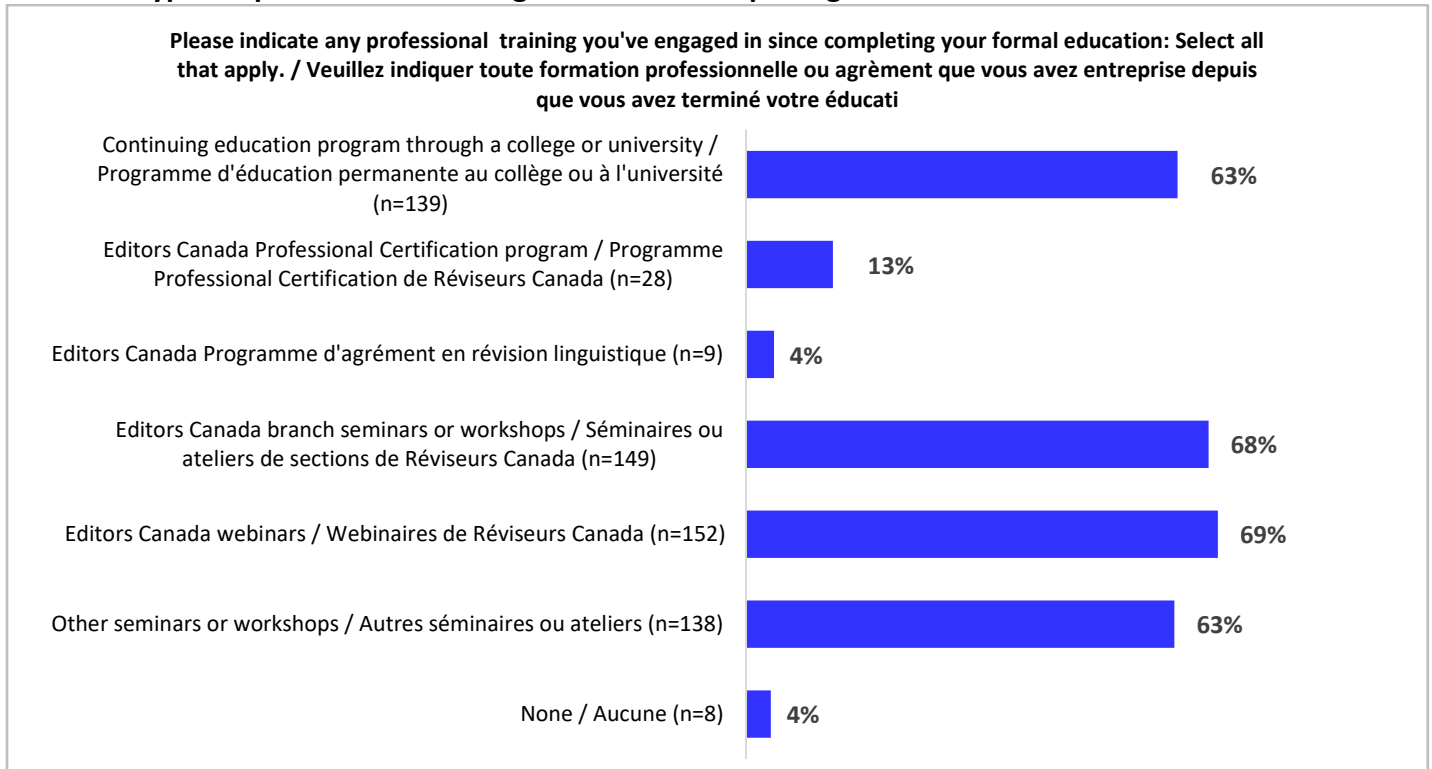 Please indicate any professional  training you've engaged in since completing your formal education: Select all
that apply. / Veuillez indiquer toute formation professionnelle ou agrèment que vous avez entreprise depuis
que vous avez terminé votre éducati
Continuing education program through a college or university /
Programme d'éducation permanente au collège ou à l'université
(n=139)
63%
Editors Canada Professional Certification program / Programme
Professional Certification de Réviseurs Canada (n=28)
13%
Editors Canada Programme d'agrément en révision linguistique (n=9)
4%
Editors Canada branch seminars or workshops / Séminaires ou
ateliers de sections de Réviseurs Canada (n=149)
68%
Editors Canada webinars / Webinaires de Réviseurs Canada (n=152)
69%
Other seminars or workshops / Autres séminaires ou ateliers (n=138)
63%
None / Aucune (n=8)
4%